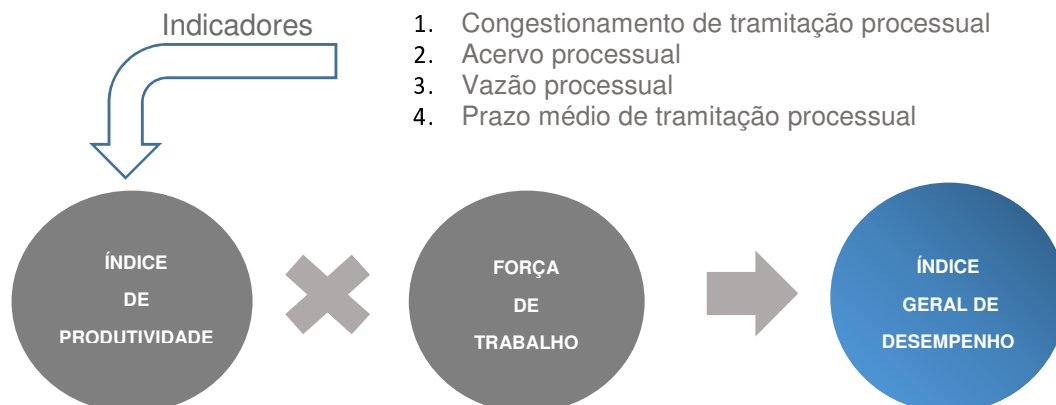 Indicadores
1. Congestionamento de tramitação processual
2. Acervo processual
3. Vazão processual
4. Prazo médio de tramitação processual
ÍNDICE
DE
PRODUTIVIDADE
FORÇA
DE
TRABALHO
ÍNDICE
GERAL DE
DESEMPENHO